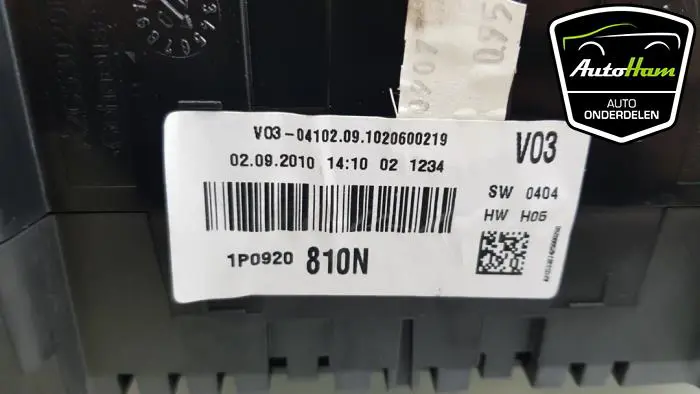 V03-04102.09.1020600219
V03
02.09.2010 14:10 02 1234
SW 0404
HW H05
1P0920 810N
AutoHam
AUTO
ONDERDELEN